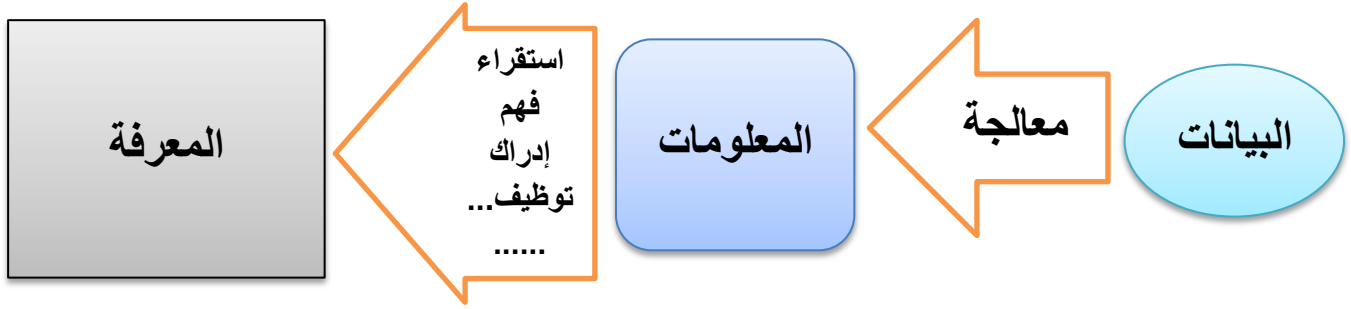 البيانات
معالجة
المعلومات
استقراء
فهم
إدراك
توظيف...
......
المعرفة